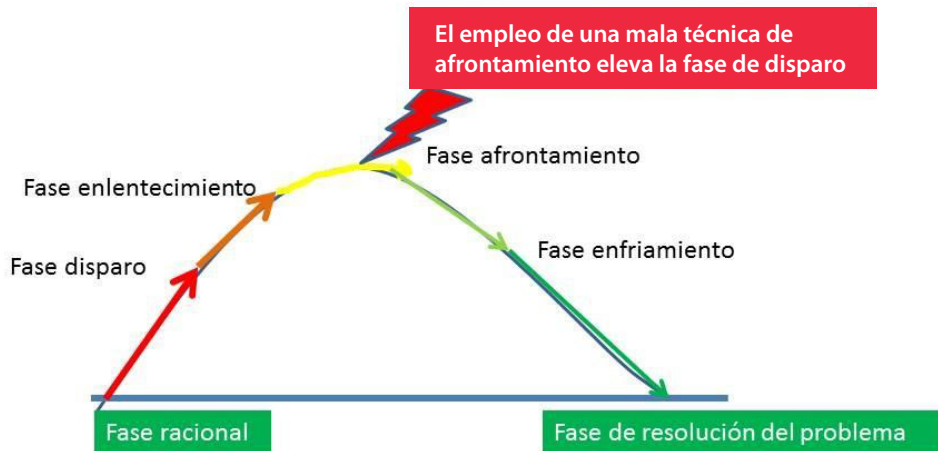 El empleo de una mala técnica de
afrontamiento eleva la fase de disparo
Fase afrontamiento
Fase enlentecimiento
Fase enfriamiento
Fase disparo
Fase racional
Fase de resolución del problema